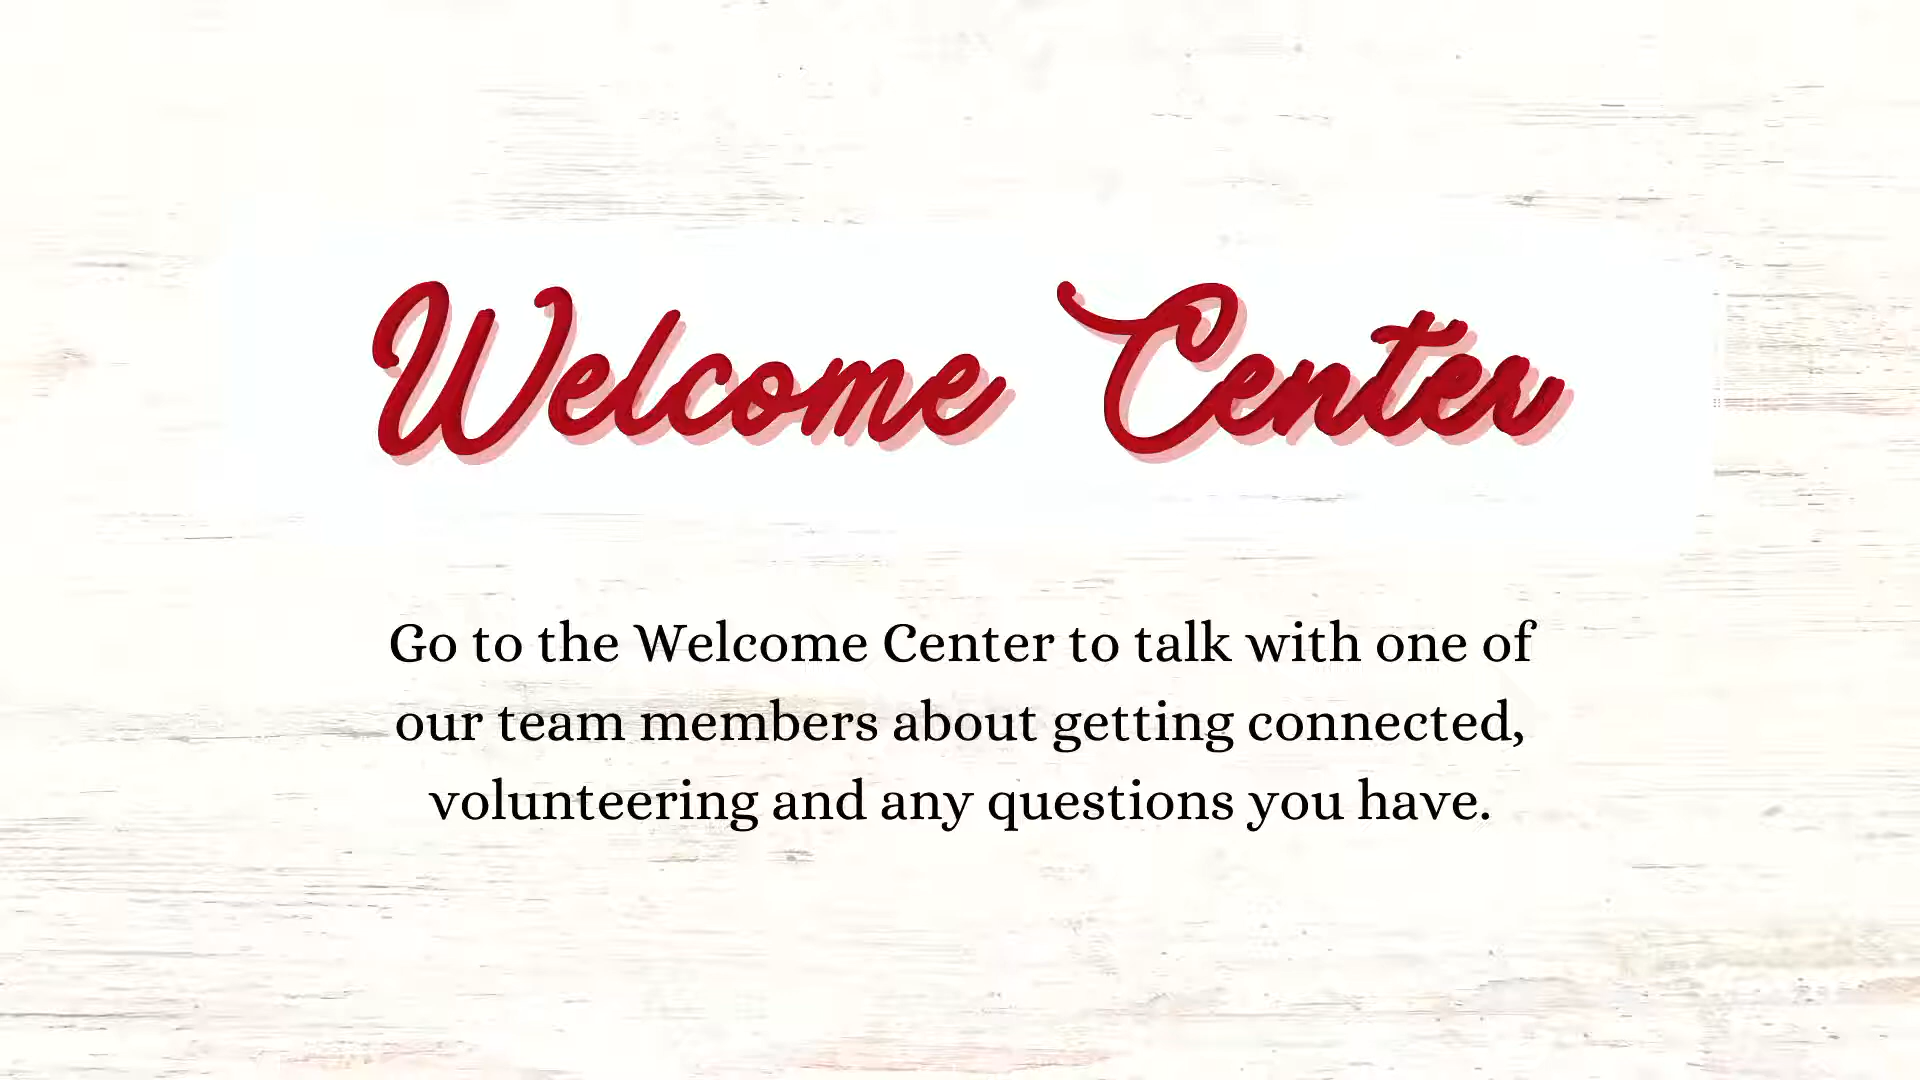 Welcome Center
Go to the Welcome Center to talk with one of
our team members about getting connected,
volunteering and any questions you have.